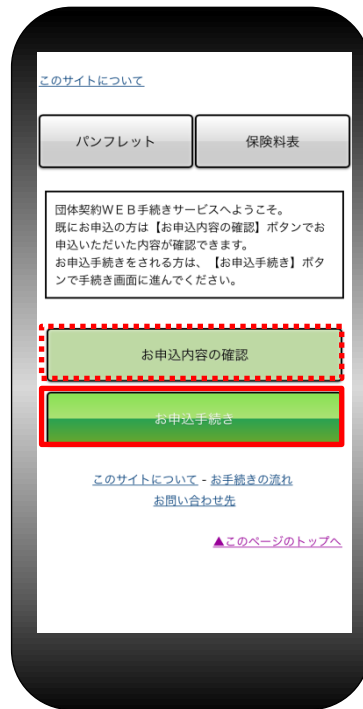 このサイトについて
パンフレット
保険料表
団体契約ＷＥＢ手続きサービスへようこそ。
既にお申込の方は【お申込内容の確認】ボタンでお
申込いただいた内容が確認できます。
お申込手続きをされる方は、【お申込手続き】ボタ
ンで手続き画面に進んでください。
お申込内容の確認
お申込手続き
このサイトについて - お手続きの流れ
お問い合わせ先
▲このページのトップへ